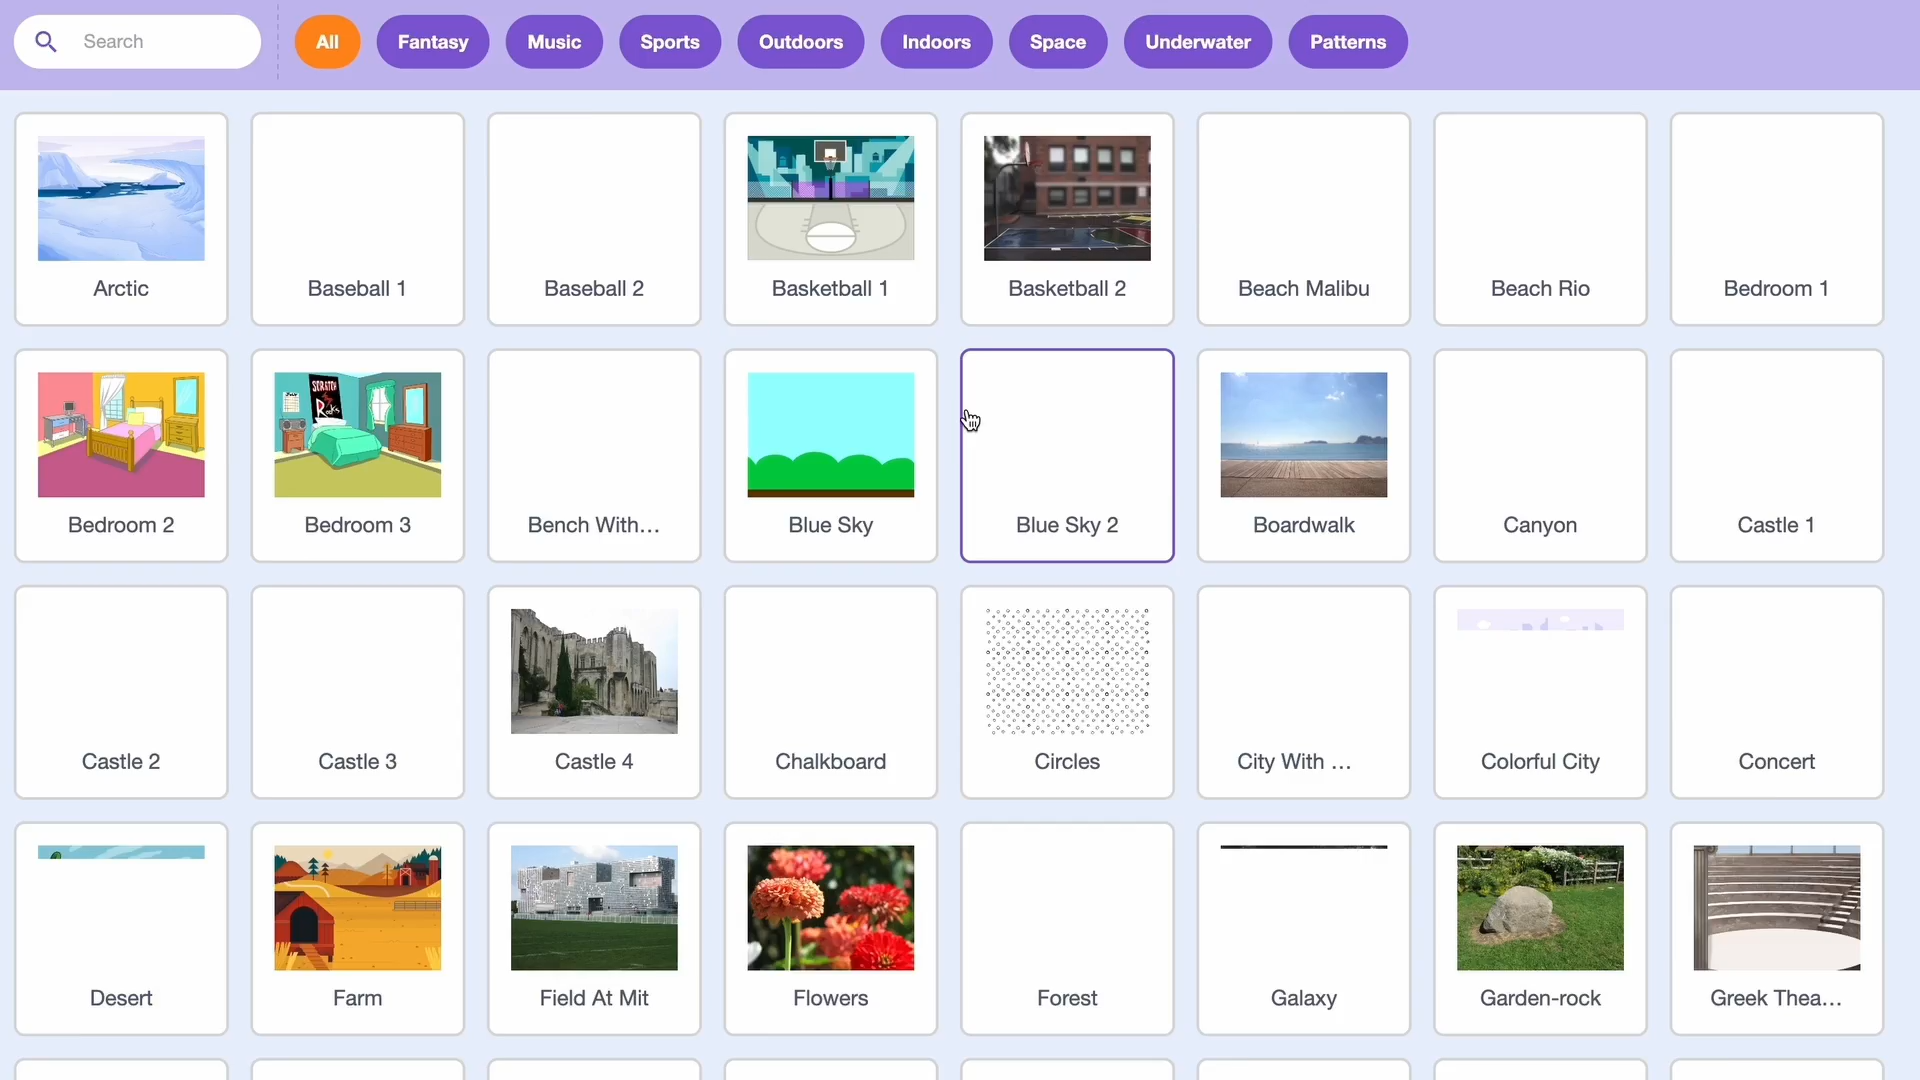 Search
All
Fantasy
Music
Sports
Outdoors
Indoors
Space
Underwater
Patterns
Arctic
Baseball 1
Baseball 2
Basketball 1
Basketball 2
Beach Malibu
Beach Rio
Bedroom 1
SCRATCH
Rocks
Bedroom 2
Bedroom 3
Bench With...
Blue Sky
Blue Sky 2
Boardwalk
Canyon
Castle 1
Castle 2
Castle 3
Castle 4
Chalkboard
Circles
City With ...
Colorful City
Concert
Desert
Farm
Field At Mit
Flowers
Forest
Galaxy
Garden-rock
Greek Thea...